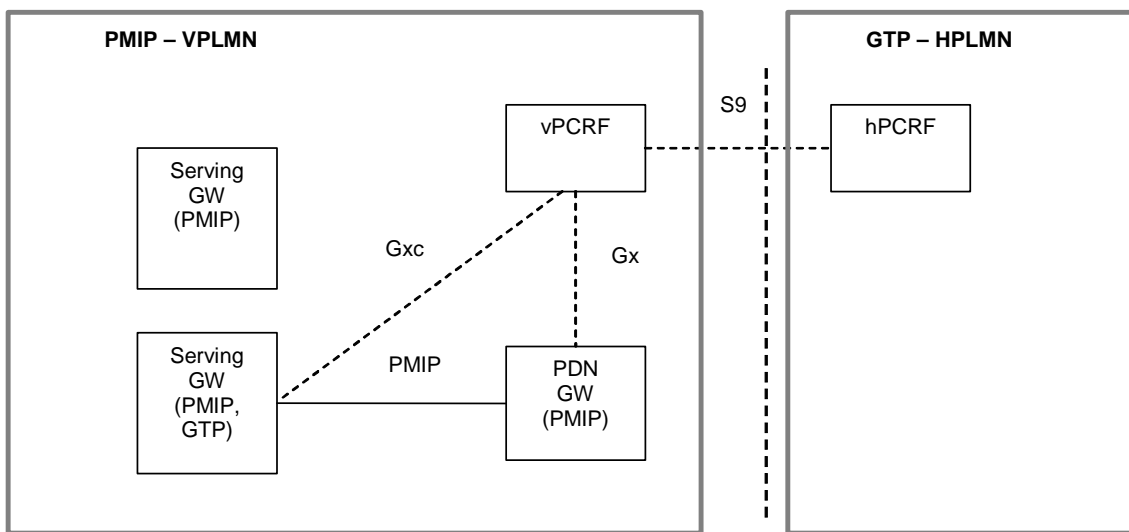 PMIP – VPLMN
GTP – HPLMN
S9
vPCRF
hPCRF
Serving
GW
(PMIP)
Gxc
Gx
Serving
GW
(PMIP,
GTP)
PMIP
PDN
GW
(PMIP)